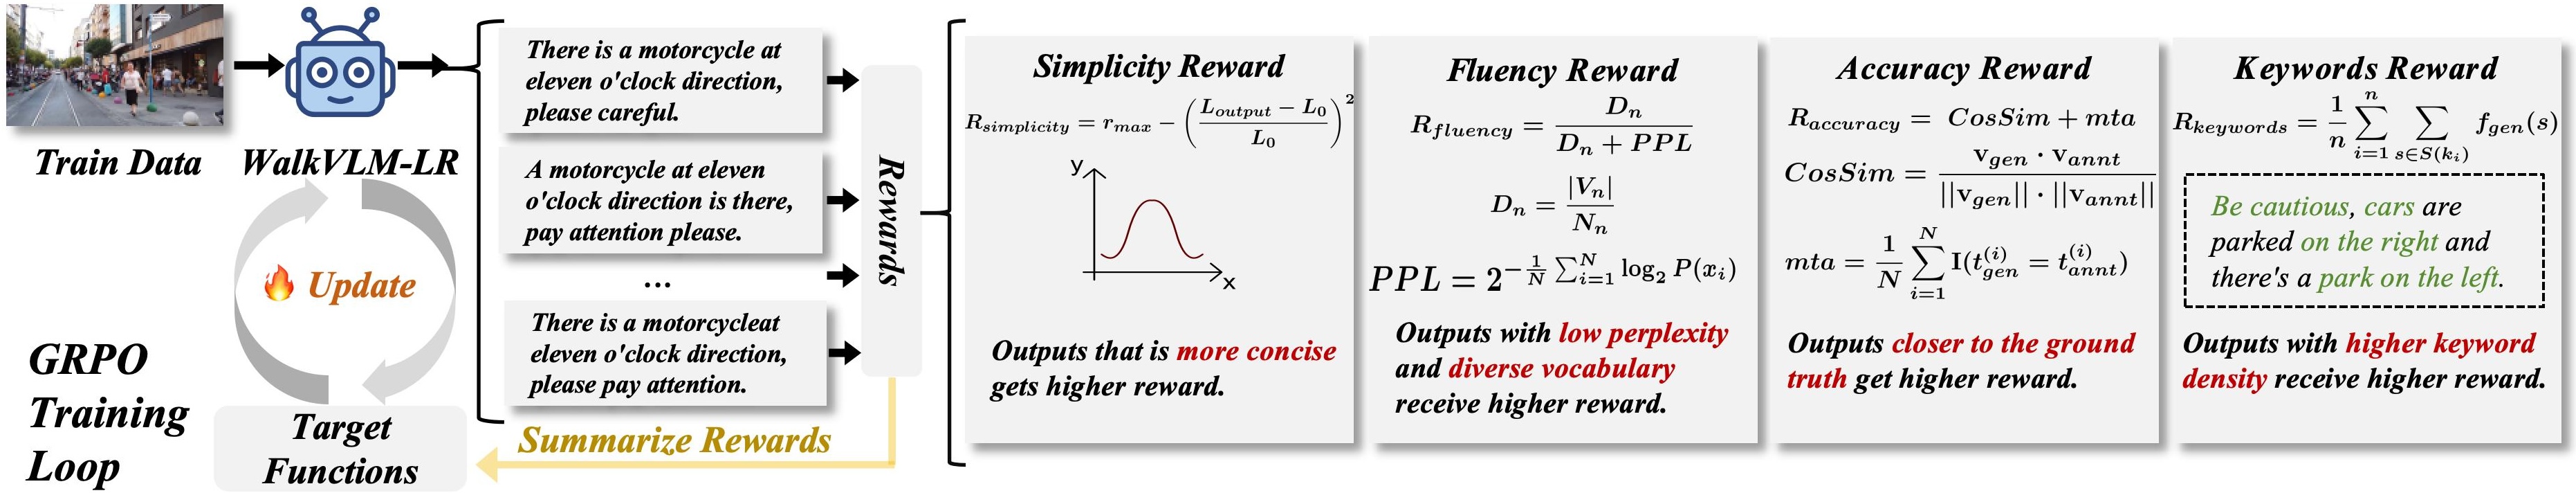 Train Data
WalkVLM-LR
Update
GRPO
Training
Loop
Target
Functions
There is a motorcycle at
eleven o'clock direction,
please careful.
A motorcycle at eleven
o'clock direction is there,
pay attention please.
...
There is a motorcycleat
eleven o'clock direction,
please pay attention.
Summarize Rewards
Rewards
Simplicity Reward
R_{simplicity} = r_{max} - \left(\frac{L_{output} - L_0}{L_0}\right)^2
y
x
Outputs that is more concise
gets higher reward.
Fluency Reward
R_{fluency} = \frac{D_n}{D_n + PPL}
D_n = \frac{|V_n|}{N_n}
PPL = 2^{-\frac{1}{N} \sum_{i=1}^{N} \log_2 P(x_i)}
Outputs with low perplexity
and diverse vocabulary
receive higher reward.
Accuracy Reward
R_{accuracy} = CosSim + mta
CosSim = \frac{v_{gen} \cdot v_{annt}}{||v_{gen}|| \cdot ||v_{annt}||}
mta = \frac{1}{N} \sum_{i=1}^{N} I(t_{gen}^{(i)} = t_{annt}^{(i)})
Outputs closer to the ground
truth get higher reward.
Keywords Reward
R_{keywords} = \frac{1}{n} \sum_{i=1}^{n} \sum_{s \in S(k_i)} f_{gen}(s)
Be cautious, cars are
parked on the right and
there's a park on the left.
Outputs with higher keyword
density receive higher reward.